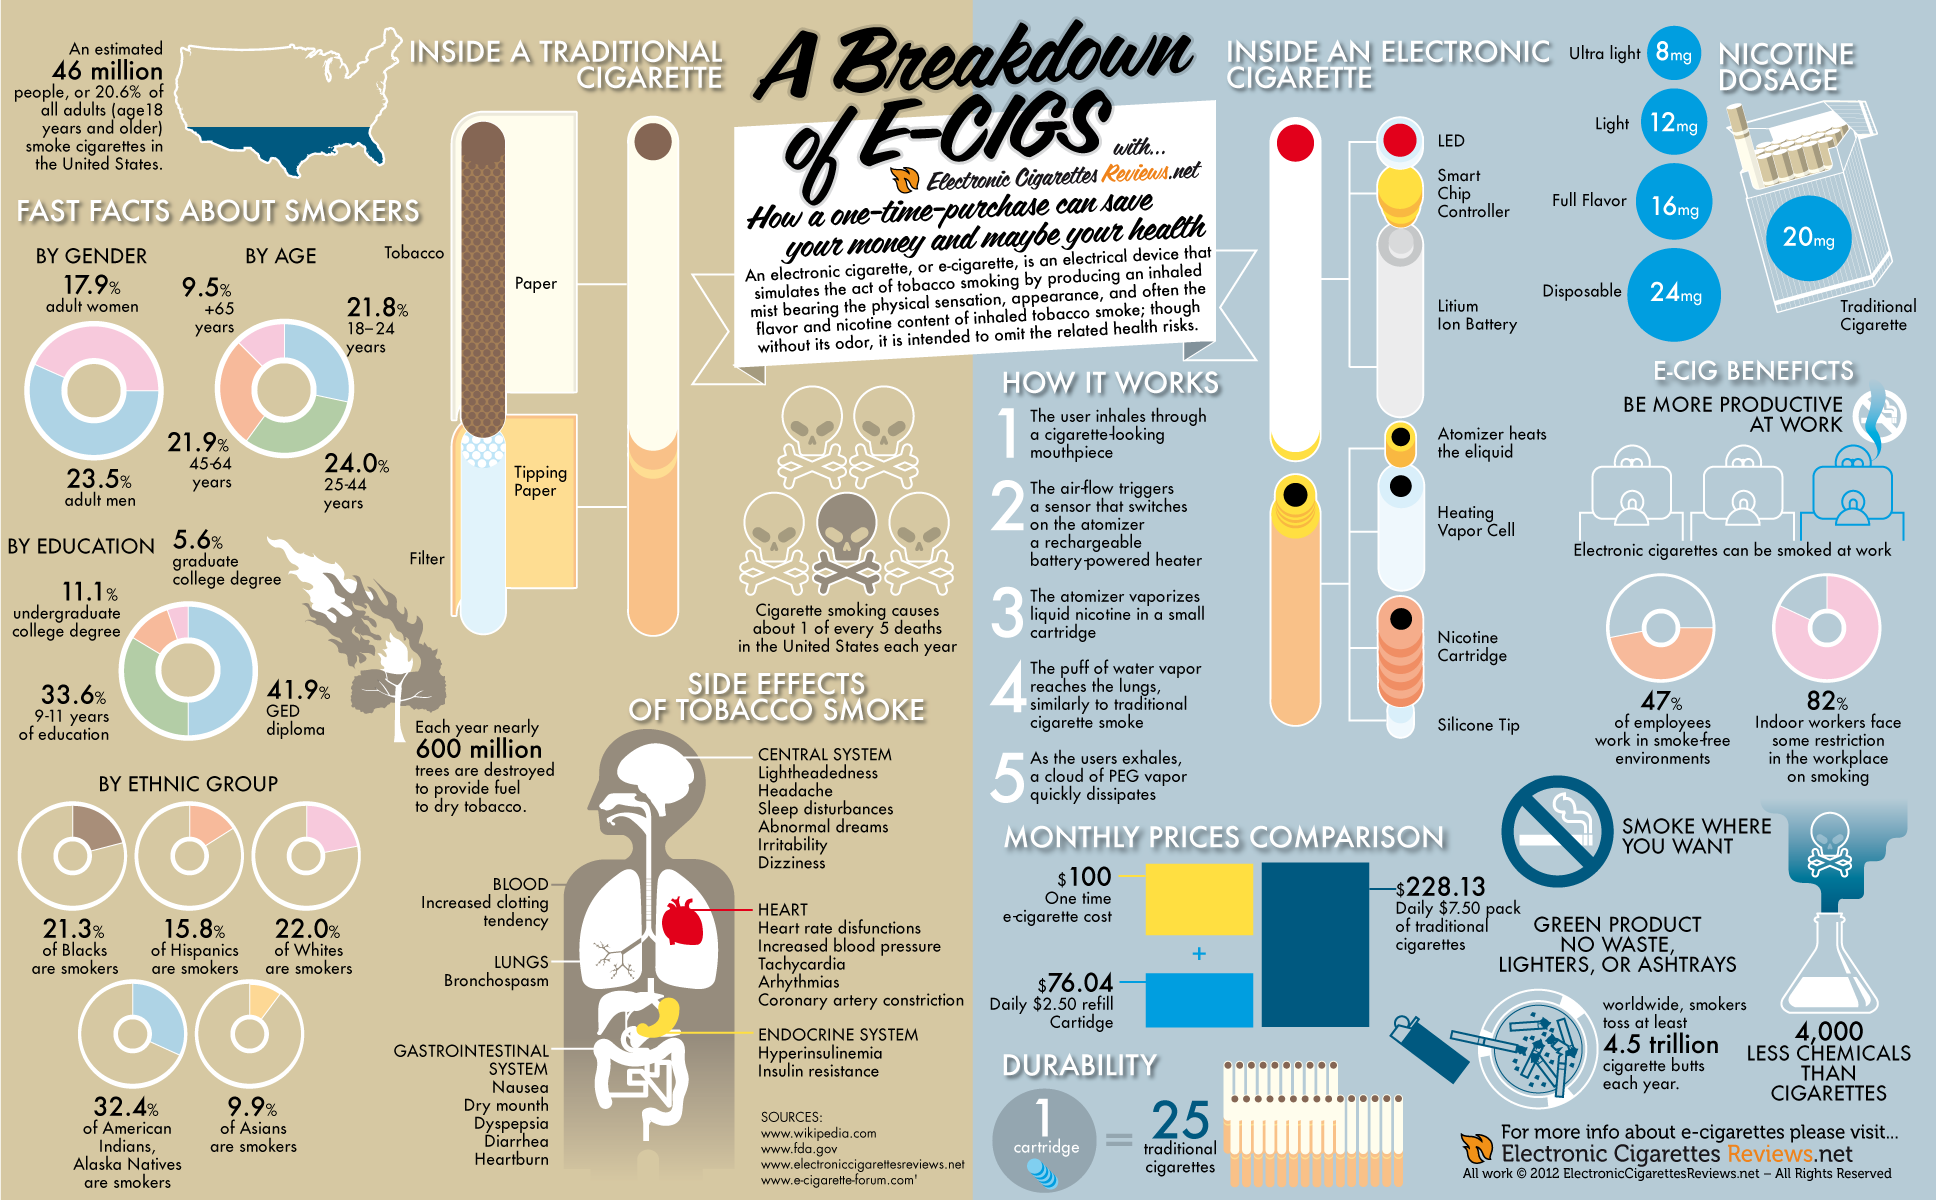 An estimated
46 million
people, or 20.6% of
all adults (age18
years and older)
smoke cigarettes in
the United States.
FAST FACTS ABOUT SMOKERS
BY GENDER
17.9%
adult women
23.5%
adult men
BY AGE
9.5%
+65
years
21.8%
18–24
years
21.9%
45-64
years
24.0%
25-44
years
BY EDUCATION
5.6%
graduate
college degree
11.1%
undergraduate
college degree
33.6%
9-11 years
of education
41.9%
GED
diploma
Each year nearly
600 million
trees are destroyed
to provide fuel
to dry tobacco.
BY ETHNIC GROUP
21.3%
of Blacks
are smokers
15.8%
of Hispanics
are smokers
22.0%
of Whites
are smokers
32.4%
of American
Indians,
Alaska Natives
are smokers
9.9%
of Asians
are smokers
INSIDE A TRADITIONAL
CIGARETTE
Tobacco
Paper
Tipping
Paper
Filter
A Breakdown
of E-CIGS
with...
Electronic Cigarettes Reviews.net
How a one-time-purchase can save
your money and maybe your health
An electronic cigarette, or e-cigarette, is an electrical device that
simulates the act of tobacco smoking by producing an inhaled
mist bearing the physical sensation, appearance, and often the
flavor and nicotine content of inhaled tobacco smoke; though
without its odor, it is intended to omit the related health risks.
Cigarette smoking causes
about 1 of every 5 deaths
in the United States each year
SIDE EFFECTS
OF TOBACCO SMOKE
CENTRAL SYSTEM
Lightheadedness
Headache
Sleep disturbances
Abnormal dreams
Irritability
Dizziness
BLOOD
Increased clotting
tendency
HEART
Heart rate disfunctions
Increased blood pressure
Tachycardia
Arhythmias
Coronary artery constriction
LUNGS
Bronchospasm
ENDOCRINE SYSTEM
Hyperinsulinemia
Insulin resistance
GASTROINTESTINAL
SYSTEM
Nausea
Dry mounth
Dyspepsia
Diarrhea
Heartburn
SOURCES:
www.wikipedia.com
www.fda.gov
www.electroniccigarettesreviews.net
www.e-cigarette-forum.com'
HOW IT WORKS
1
The user inhales through
a cigarette-looking
mouthpiece
2
The air-flow triggers
a sensor that switches
on the atomizer
a rechargeable
battery-powered heater
3
The atomizer vaporizes
liquid nicotine in a small
cartridge
4
The puff of water vapor
reaches the lungs,
similarly to traditional
cigarette smoke
5
As the users exhales,
a cloud of PEG vapor
quickly dissipates
INSIDE AN ELECTRONIC
CIGARETTE
LED
Smart
Chip
Controller
Litium
Ion Battery
Atomizer heats
the eliquid
Heating
Vapor Cell
Nicotine
Cartridge
Silicone Tip
MONTHLY PRICES COMPARISON
$100
One time
e-cigarette cost
+
$76.04
Daily $2.50 refill
Cartidge
$228.13
Daily $7.50 pack
of traditional
cigarettes
DURABILITY
1
cartridge
=
25
traditional
cigarettes
NICOTINE
DOSAGE
Ultra light
8mg
Light
12mg
Full Flavor
16mg
Disposable
24mg
20mg
Traditional
Cigarette
E-CIG BENEFICTS
BE MORE PRODUCTIVE
AT WORK
Electronic cigarettes can be smoked at work
47%
of employees
work in smoke-free
environments
82%
Indoor workers face
some restriction
in the workplace
on smoking
SMOKE WHERE
YOU WANT
GREEN PRODUCT
NO WASTE,
LIGHTERS, OR ASHTRAYS
worldwide, smokers
toss at least
4.5 trillion
cigarette butts
each year.
4,000
LESS CHEMICALS
THAN
CIGARETTES
For more info about e-cigarettes please visit...
Electronic Cigarettes Reviews.net
All work © 2012 ElectronicCigarettesReviews.net – All Rights Reserved